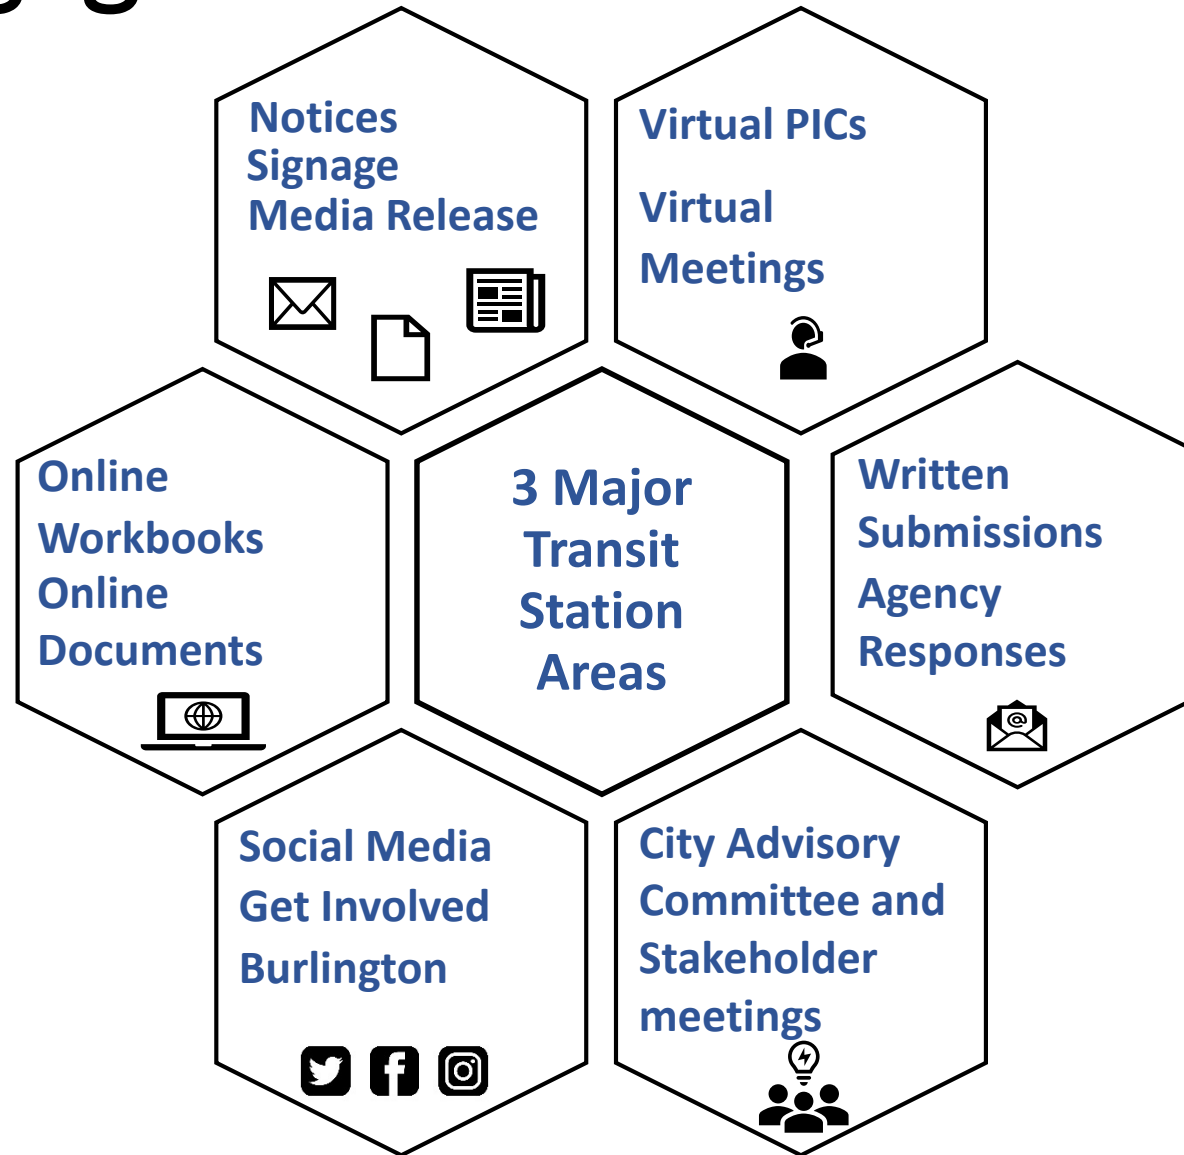 Notices
Signage
Media Release
Virtual PICs
Virtual
Meetings
Online
Workbooks
Online
Documents
3 Major
Transit
Station
Areas
Written
Submissions
Agency
Responses
Social Media
Get Involved
Burlington
City Advisory
Committee and
Stakeholder
meetings